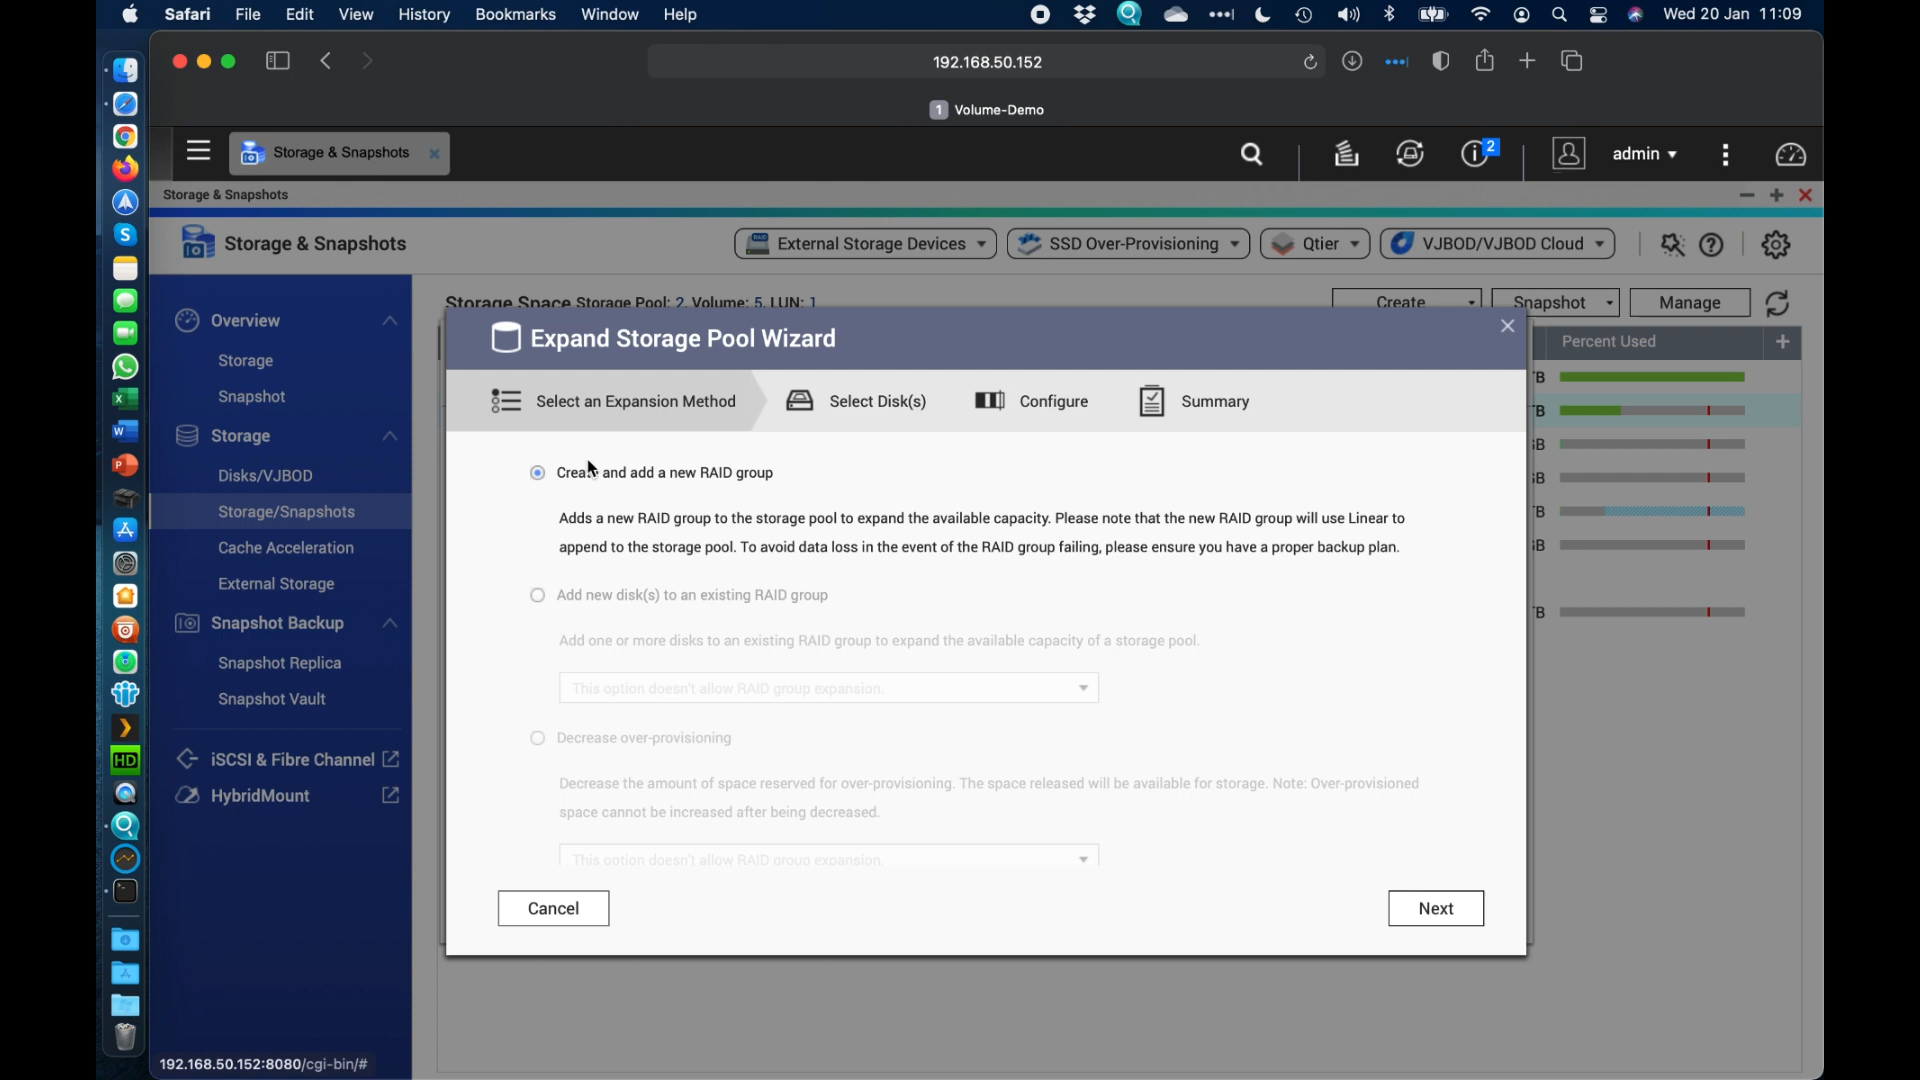 Safari File Edit View History Bookmarks Window Help Wed 20 Jan 11:09
192.168.50.152
1 Volume-Demo
Storage & Snapshots 2 admin
Storage & Snapshots
Storage & Snapshots External Storage Devices SSD Over-Provisioning Qtier VJBOD/VJBOD Cloud
Storage Space Storage Pool: 2, Volume: 5, LUN: 1 Create Snapshot Manage
Overview
Storage
Snapshot
Storage
Disks/VJBOD
Storage/Snapshots
Cache Acceleration
External Storage
Snapshot Backup
Snapshot Replica
Snapshot Vault
iSCSI & Fibre Channel
HybridMount
HD
Expand Storage Pool Wizard
Percent Used
Select an Expansion Method Select Disk(s) Configure Summary
Create and add a new RAID group
Adds a new RAID group to the storage pool to expand the available capacity. Please note that the new RAID group will use Linear to
append to the storage pool. To avoid data loss in the event of the RAID group failing, please ensure you have a proper backup plan.
Add new disk(s) to an existing RAID group
Add one or more disks to an existing RAID group to expand the available capacity of a storage pool.
This option doesn't allow RAID group expansion.
Decrease over-provisioning
Decrease the amount of space reserved for over-provisioning. The space released will be available for storage. Note: Over-provisioned
space cannot be increased after being decreased.
This option doesn't allow RAID group expansion.
Cancel Next
192.168.50.152:8080/cgi-bin/#